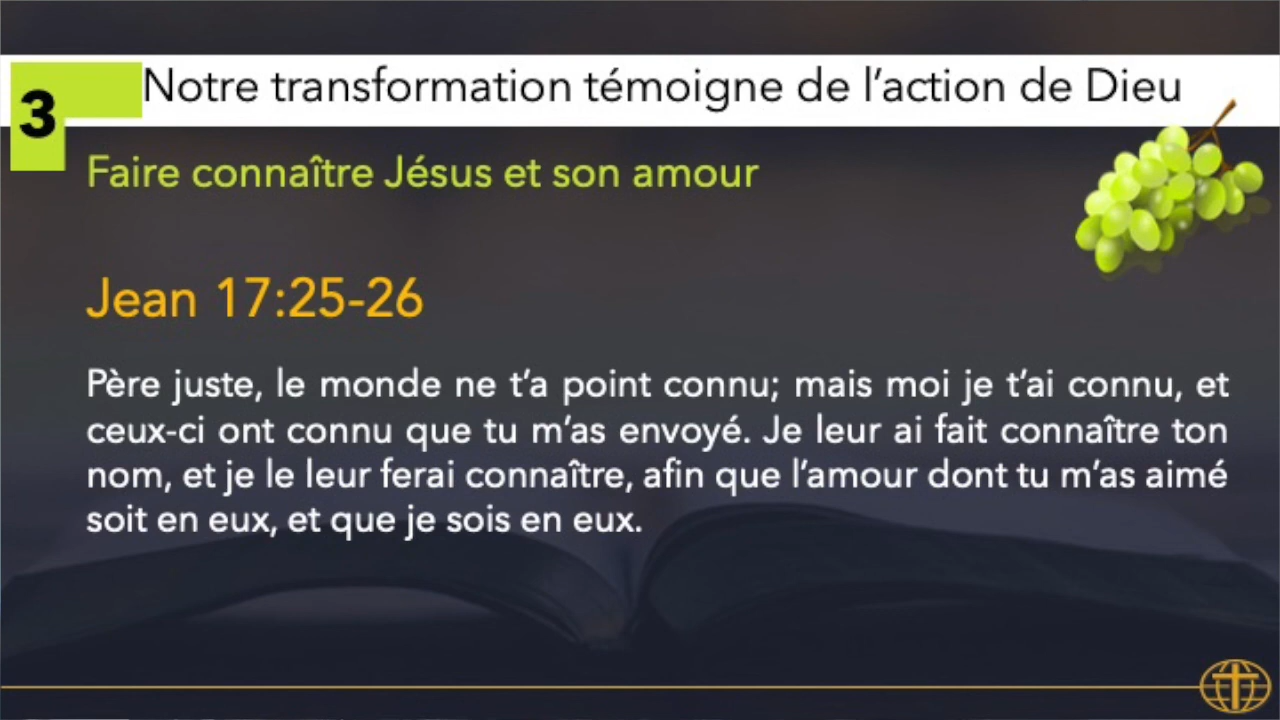 3
Notre transformation témoigne de l’action de Dieu
Faire connaître Jésus et son amour
Jean 17:25-26
Père juste, le monde ne t’a point connu; mais moi je t’ai connu, et
ceux-ci ont connu que tu m’as envoyé. Je leur ai fait connaître ton
nom, et je le leur ferai connaître, afin que l’amour dont tu m’as aimé
soit en eux, et que je sois en eux.